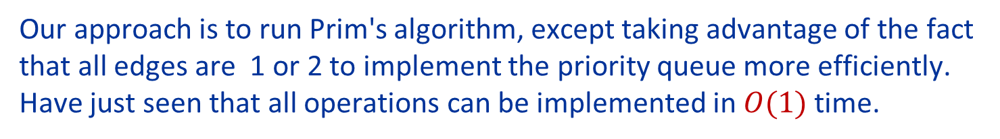 Our approach is to run Prim's algorithm, except taking advantage of the fact
that all edges are  1 or 2 to implement the priority queue more efficiently.
Have just seen that all operations can be implemented in O(1) time.